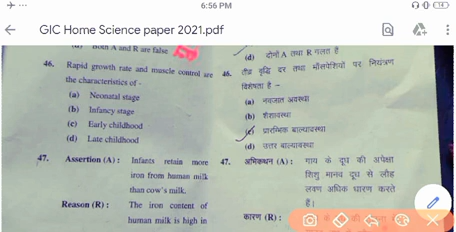 6:56 PM
GIC Home Science paper 2021.pdf
(d) Both A and R are false
46. Rapid growth rate and muscle control are
the characteristics of -
(a) Neonatal stage
(b) Infancy stage
(c) Early childhood
(d) Late childhood
47. Assertion (A) : Infants retain more
iron from human milk
than cow's milk.
Reason (R) : The iron content of
human milk is high in
(d) दोनों A तथा R गलत हैं
46. तीव्र वृद्धि दर तथा माँसपेशियों पर नियंत्रण
विशेषता है -
(a) नवजात अवस्था
(b) शैशवावस्था
(c) प्रारम्भिक बाल्यावस्था
(d) उत्तर बाल्यावस्था
47. अभिकथन (A) : गाय के दूध की अपेक्षा
शिशु मानव दूध से लौह
लवण अधिक धारण करते
हैं।
कारण (R) :